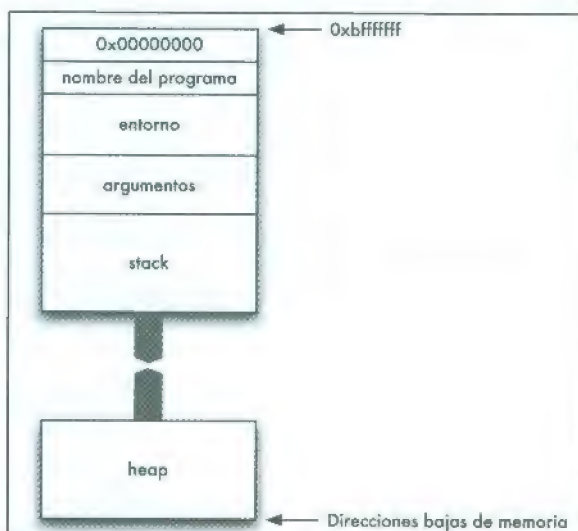 0x00000000
0xbfffffff
nombre del programa
entorno
argumentos
stack
heap
Direcciones bajas de memoria